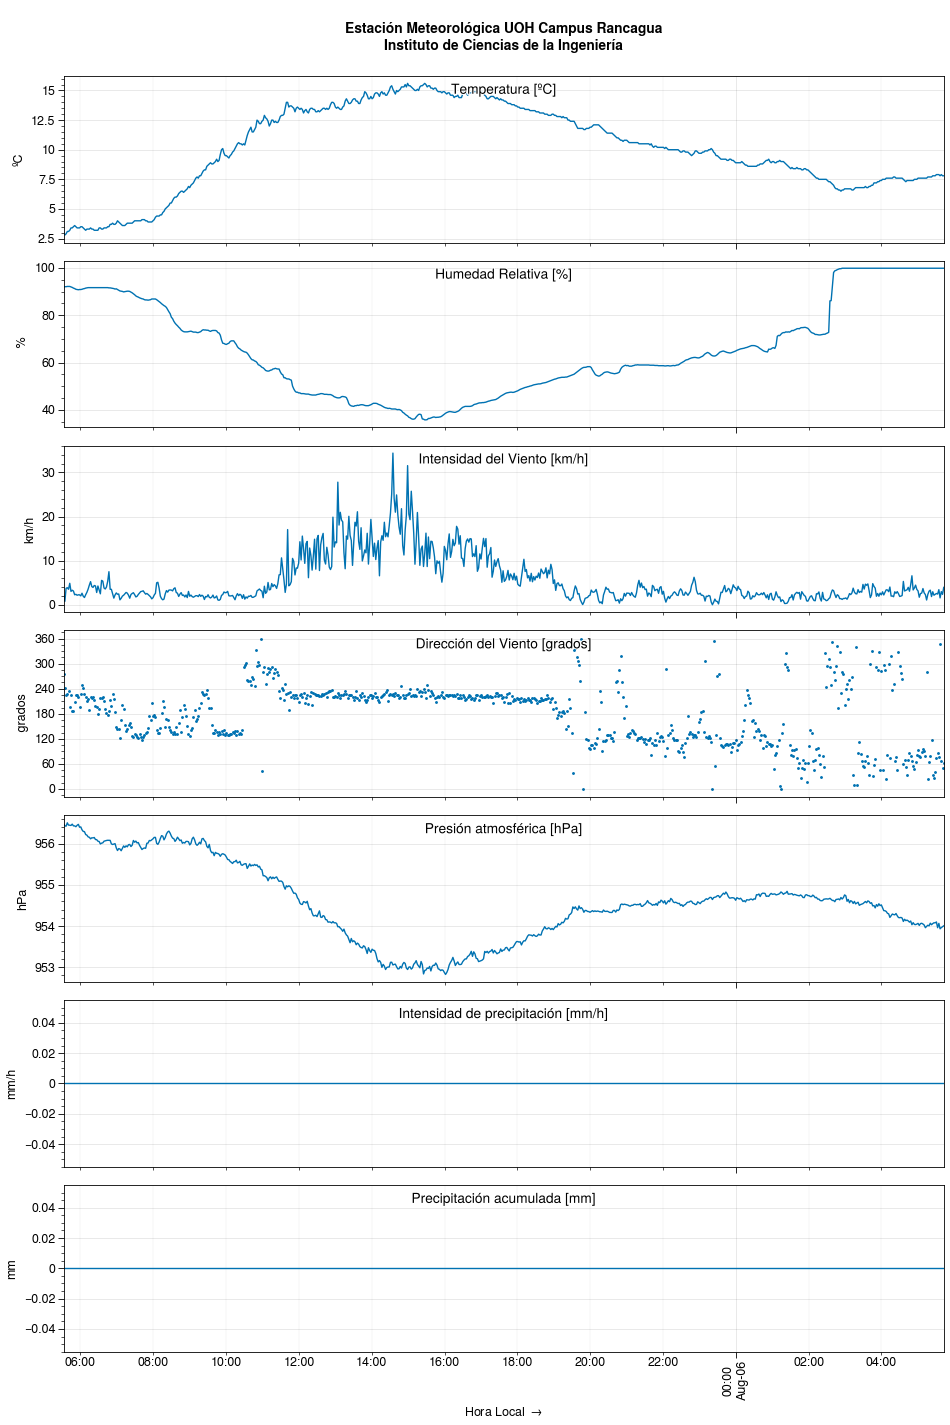 Estación Meteorológica UOH Campus Rancagua
Instituto de Ciencias de la Ingeniería
Temperatura [ºC]
15
12.5
10
7.5
5
2.5
ºC
Humedad Relativa [%]
100
80
60
40
%
Intensidad del Viento [km/h]
30
20
10
0
km/h
Dirección del Viento [grados]
360
300
240
180
120
60
0
grados
Presión atmosférica [hPa]
956
955
954
953
hPa
Intensidad de precipitación [mm/h]
0.04
0.02
0
−0.02
−0.04
mm/h
Precipitación acumulada [mm]
0.04
0.02
0
−0.02
−0.04
mm
06:00 08:00 10:00 12:00 14:00 16:00 18:00 20:00 22:00 00:00 02:00 04:00
Aug-06
Hora Local →